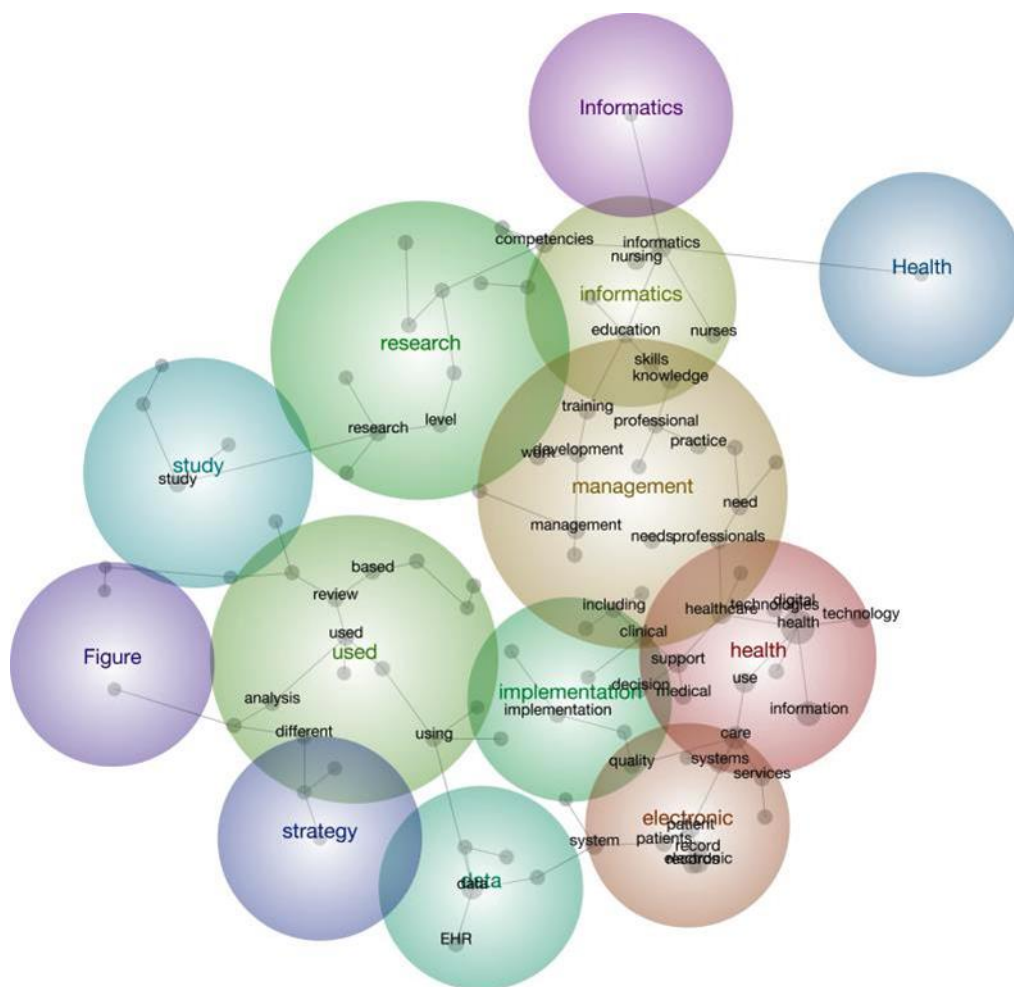 Informatics
competencies
informatics
nursing
Health
informatics
education
nurses
research
skills
knowledge
training
professional
level
research
practice
development
work
study
study
management
need
management
needs
professionals
based
review
including
healthcare
digital
technologies
technology
health
clinical
used
used
support
health
Figure
decision
medical
use
implementation
implementation
analysis
information
different
using
care
quality
systems
services
strategy
electronic
patient
system
patients
record
electronic
records
data
data
EHR